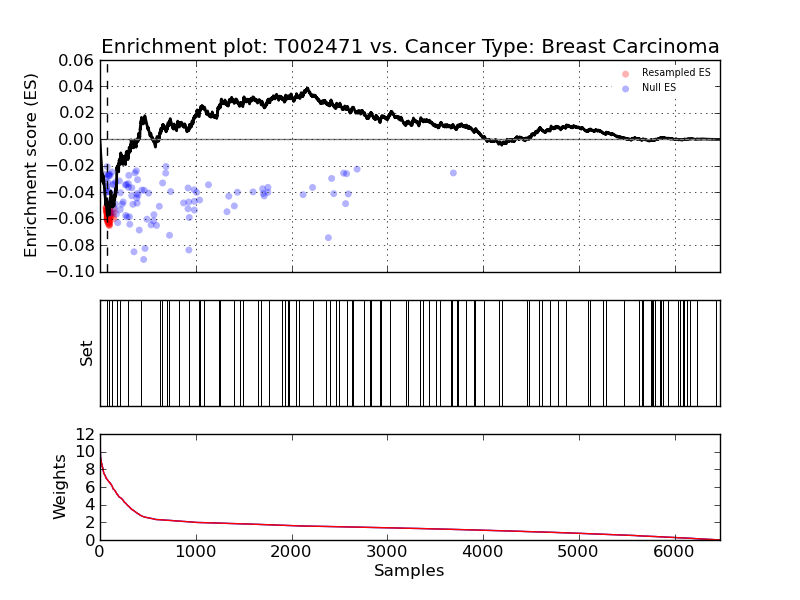 Enrichment plot: T002471 vs. Cancer Type: Breast Carcinoma
Enrichment score (ES)
0.06
0.04
0.02
0.00
−0.02
−0.04
−0.06
−0.08
−0.10
Resampled ES
Null ES
Set
Weights
12
10
8
6
4
2
0
0 1000 2000 3000 4000 5000 6000
Samples